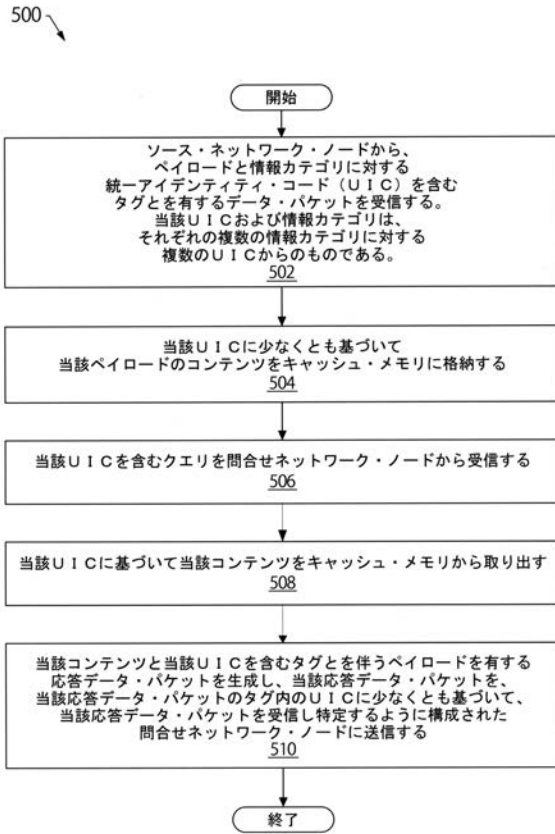 500
開始
ソース・ネットワーク・ノードから、
ペイロードと情報カテゴリに対する
統一アイデンティティ・コード（ＵＩＣ）を含む
タグとを有するデータ・パケットを受信する。
当該ＵＩＣおよび情報カテゴリは、
それぞれの複数の情報カテゴリに対する
複数のＵＩＣからのものである。
502
当該ＵＩＣに少なくとも基づいて
当該ペイロードのコンテンツをキャッシュ・メモリに格納する
504
当該ＵＩＣを含むクエリを問合せネットワーク・ノードから受信する
506
当該ＵＩＣに基づいて当該コンテンツをキャッシュ・メモリから取り出す
508
当該コンテンツと当該ＵＩＣを含むタグとを伴うペイロードを有する
応答データ・パケットを生成し、当該応答データ・パケットを、
当該応答データ・パケットのタグ内のＵＩＣに少なくとも基づいて、
当該応答データ・パケットを受信し特定するように構成された
問合せネットワーク・ノードに送信する
510
終了